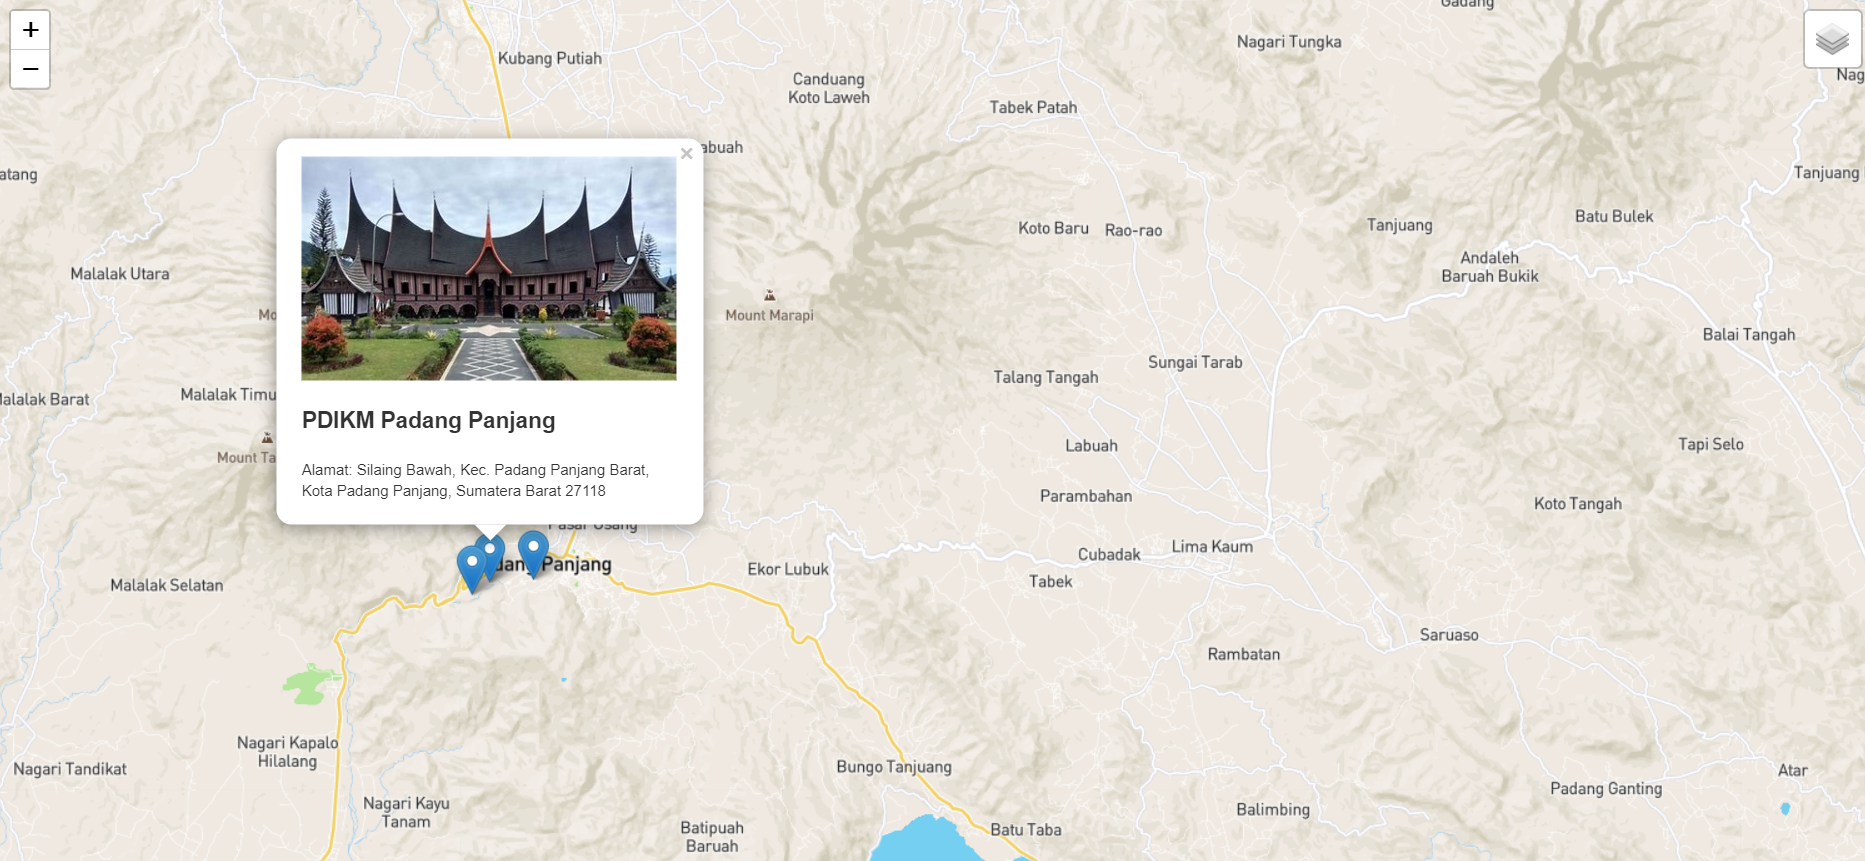 +
−
Gadang
Nagari Tungka
Kubang Putiah
Canduang
Koto Laweh
Tabek Patah
Nag
abuah
atang
Tanjuang
Koto Baru
Rao-rao
Tanjuang
Batu Bulek
Andaleh
Baruah Bukik
Malalak Utara
Mo
Mount Marapi
Balai Tangah
Sungai Tarab
Talang Tangah
Malalak Timu
Malalak Barat
×
PDIKM Padang Panjang
Alamat: Silaing Bawah, Kec. Padang Panjang Barat,
Kota Padang Panjang, Sumatera Barat 27118
Labuah
Tapi Selo
Mount Ta
Parambahan
Koto Tangah
Pasar Usang
Lima Kaum
Cubadak
dang Panjang
Ekor Lubuk
Tabek
Malalak Selatan
Saruaso
Rambatan
Nagari Kapalo
Hilalang
Nagari Tandikat
Bungo Tanjuang
Atar
Padang Ganting
Nagari Kayu
Tanam
Balimbing
Batipuah
Baruah
Batu Taba